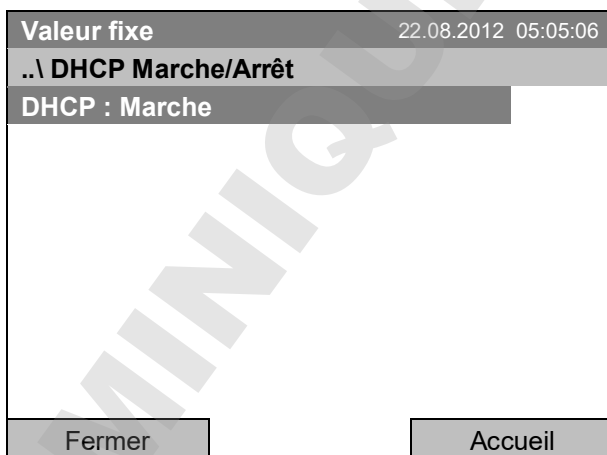 Valeur fixe 22.08.2012 05:05:06
..\ DHCP Marche/Arrêt
DHCP : Marche
Fermer Accueil